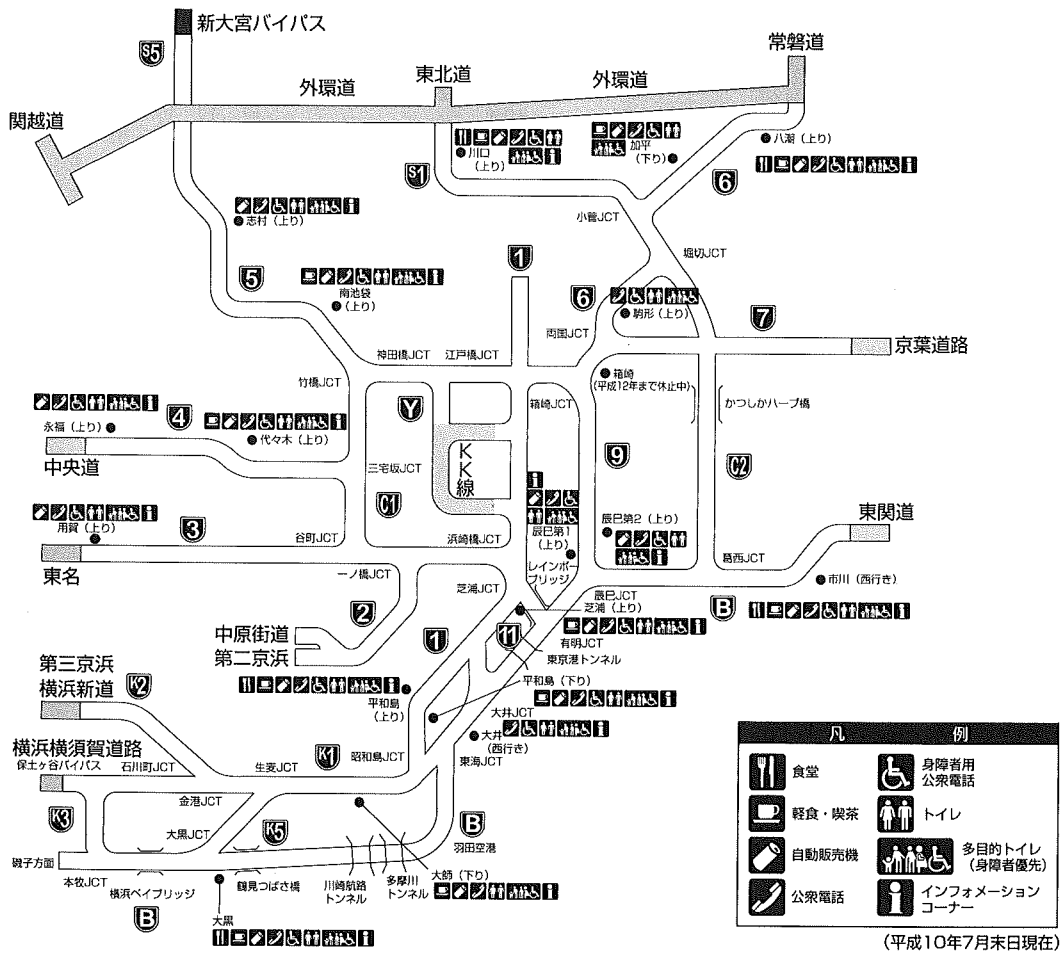 新大宮バイパス
常磐道
S5
外環道
東北道
外環道
関越道
川口
(上り)
加平
(下り)
八潮(上り)
S1
6
志村(上り)
小菅JCT
堀切JCT
5
1
南池袋
(上り)
6
駒形(上り)
7
両国JCT
京葉道路
神田橋JCT
江戸橋JCT
竹橋JCT
箱崎
(平成12年まで休止中)
箱崎JCT
かつしかハープ橋
Y
4
永福(上り)
代々木(上り)
中央道
KK線
三宅坂JCT
9
C2
C1
3
用賀(上り)
谷町JCT
浜崎橋JCT
辰巳第1
(上り)
辰巳第2(上り)
東関道
東名
レインボー
ブリッジ
葛西JCT
一ノ橋JCT
芝浦JCT
市川(西行き)
辰巳JCT
芝浦(上り)
B
2
1
11
有明JCT
中原街道
第二京浜
東京港トンネル
第三京浜
横浜新道
K2
平和島
(上り)
平和島(下り)
大井JCT
大井
(西行き)
横浜横須賀道路
保土ヶ谷バイパス
石川町JCT
生麦JCT
K1
昭和島JCT
東海JCT
金港JCT
K3
大黒JCT
K5
B
羽田空港
磯子方面
本牧JCT
横浜ベイブリッジ
鶴見つばさ橋
川崎航路
トンネル
多摩川
トンネル
大師(下り)
B
大黒
凡例
食堂
身障者用
公衆電話
軽食・喫茶
トイレ
自動販売機
多目的トイレ
(身障者優先)
公衆電話
インフォメーション
コーナー
(平成10年7月末日現在)